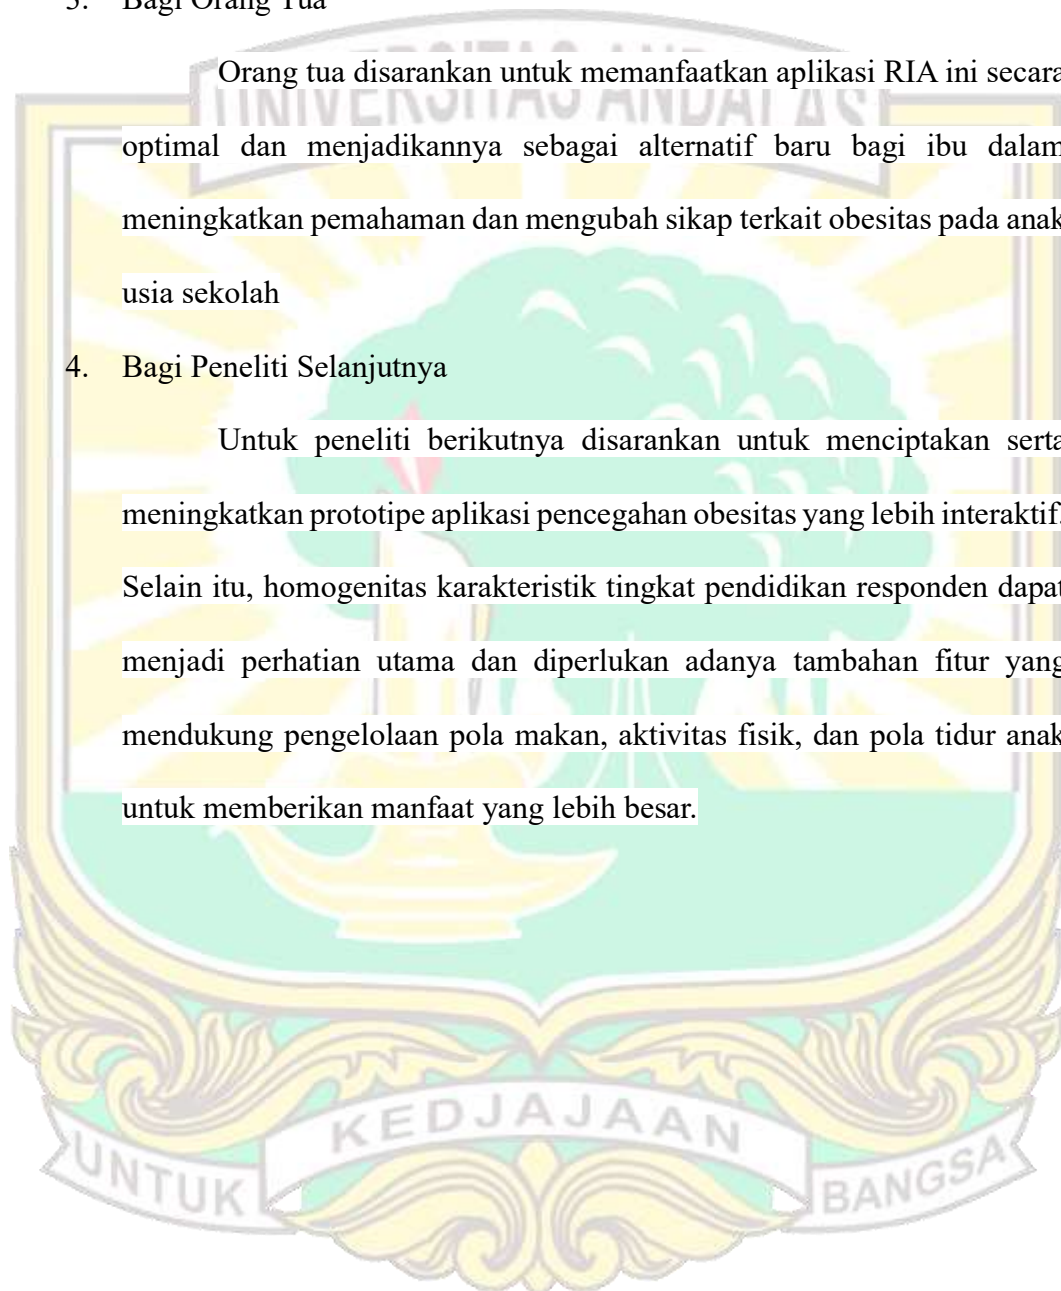 3. Bagi Orang Tua
UNIVERSITAS ANDALAS
Orang tua disarankan untuk memanfaatkan aplikasi RIA ini secara
optimal dan menjadikannya sebagai alternatif baru bagi ibu dalam
meningkatkan pemahaman dan mengubah sikap terkait obesitas pada anak
usia sekolah
4. Bagi Peneliti Selanjutnya
Untuk peneliti berikutnya disarankan untuk menciptakan serta
meningkatkan prototipe aplikasi pencegahan obesitas yang lebih interaktif.
Selain itu, homogenitas karakteristik tingkat pendidikan responden dapat
menjadi perhatian utama dan diperlukan adanya tambahan fitur yang
mendukung pengelolaan pola makan, aktivitas fisik, dan pola tidur anak
untuk memberikan manfaat yang lebih besar.
UNTUK KEDJAJAAN BANGSA